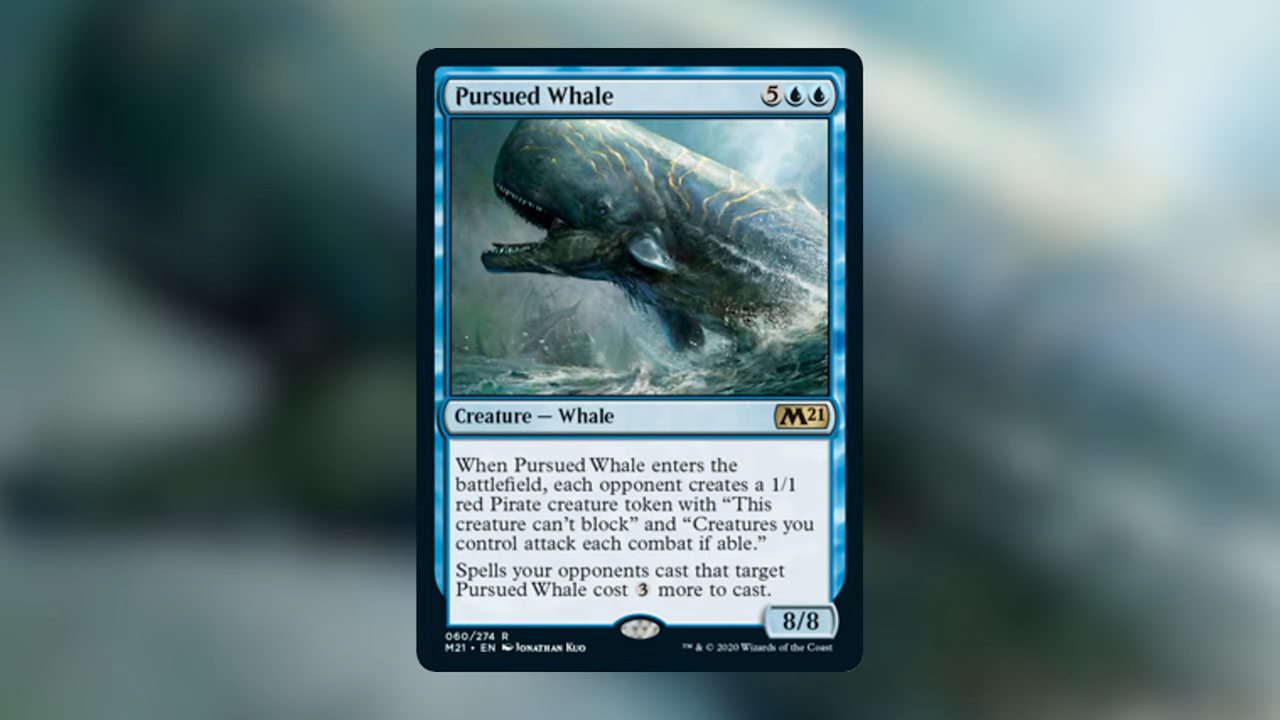 Pursued Whale 5
Creature — Whale M21
When Pursued Whale enters the
battlefield, each opponent creates a 1/1
red Pirate creature token with “This
creature can’t block” and “Creatures you
control attack each combat if able.”
Spells your opponents cast that target
Pursued Whale cost 3 more to cast.
8/8
060/274 R
M21 • EN Jonathan Kuo ™ & © 2020 Wizards of the Coast